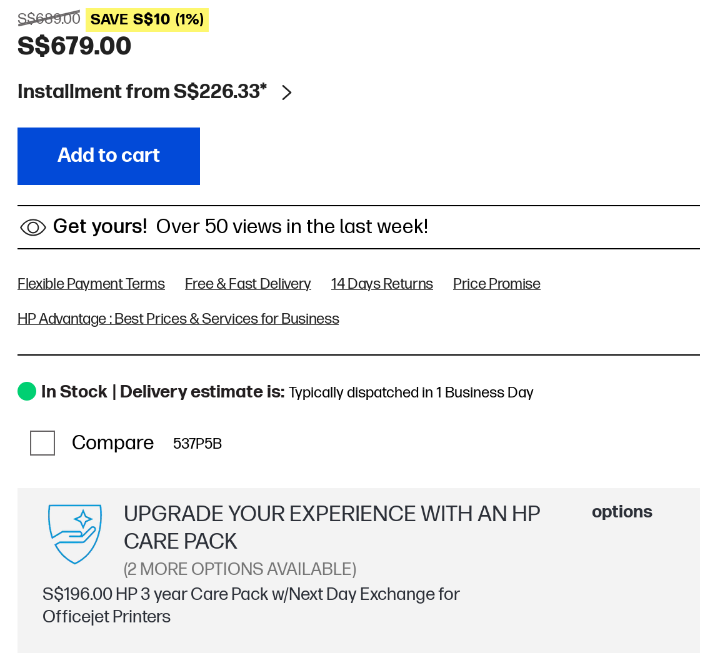 S$689.00 SAVE S$10 (1%)
S$679.00
Installment from S$226.33*
Add to cart
Get yours! Over 50 views in the last week!
Flexible Payment Terms Free & Fast Delivery 14 Days Returns Price Promise
HP Advantage : Best Prices & Services for Business
In Stock | Delivery estimate is: Typically dispatched in 1 Business Day
Compare 537P5B
UPGRADE YOUR EXPERIENCE WITH AN HP options
CARE PACK
(2 MORE OPTIONS AVAILABLE)
S$196.00 HP 3 year Care Pack w/Next Day Exchange for
Officejet Printers